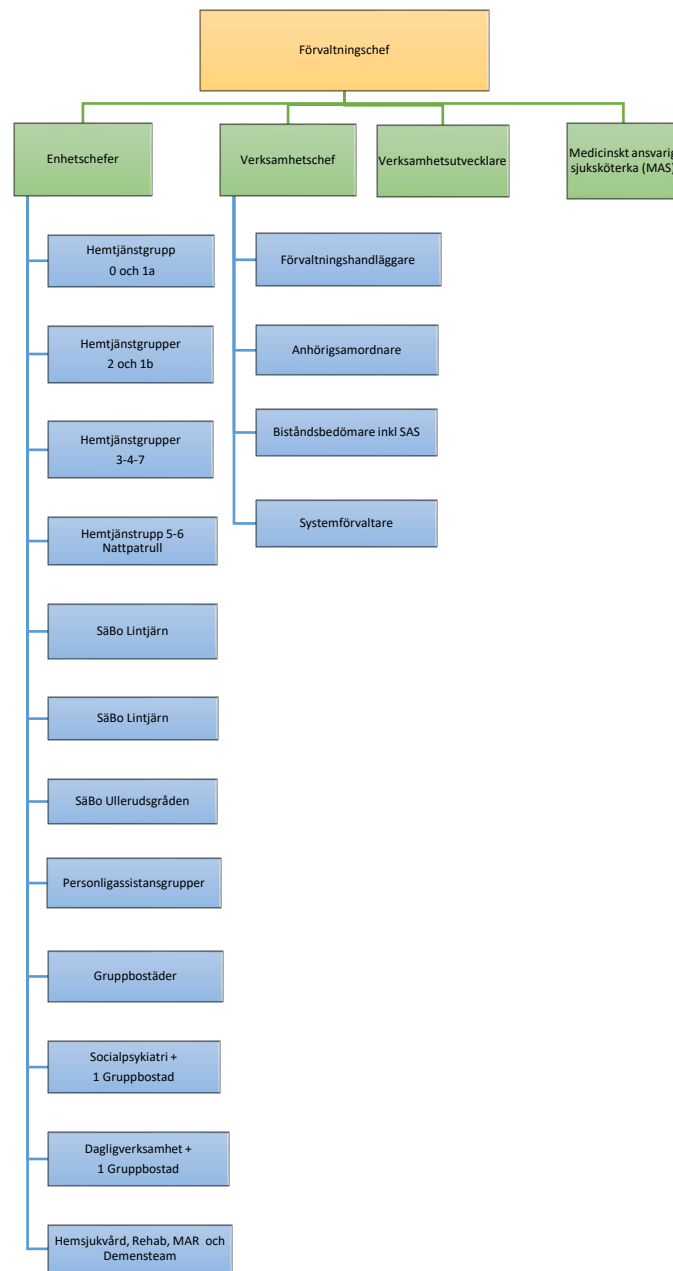 Förvaltningschef
Enhetschefer
Verksamhetschef
Verksamhetsutvecklare
Medicinskt ansvarig
sjuksköterka (MAS)
Hemtjänstgrupp
0 och 1a
Hemtjänstgrupper
2 och 1b
Hemtjänstgrupper
3-4-7
Hemtjänstrupp 5-6
Nattpatrull
SäBo Lintjärn
SäBo Lintjärn
SäBo Ullerudsgråden
Personligassistansgrupper
Gruppbostäder
Socialpsykiatri +
1 Gruppbostad
Dagligverksamhet +
1 Gruppbostad
Hemsjukvård, Rehab, MAR och
Demensteam
Förvaltningshandläggare
Anhörigsamordnare
Biståndsbedömare inkl SAS
Systemförvaltare